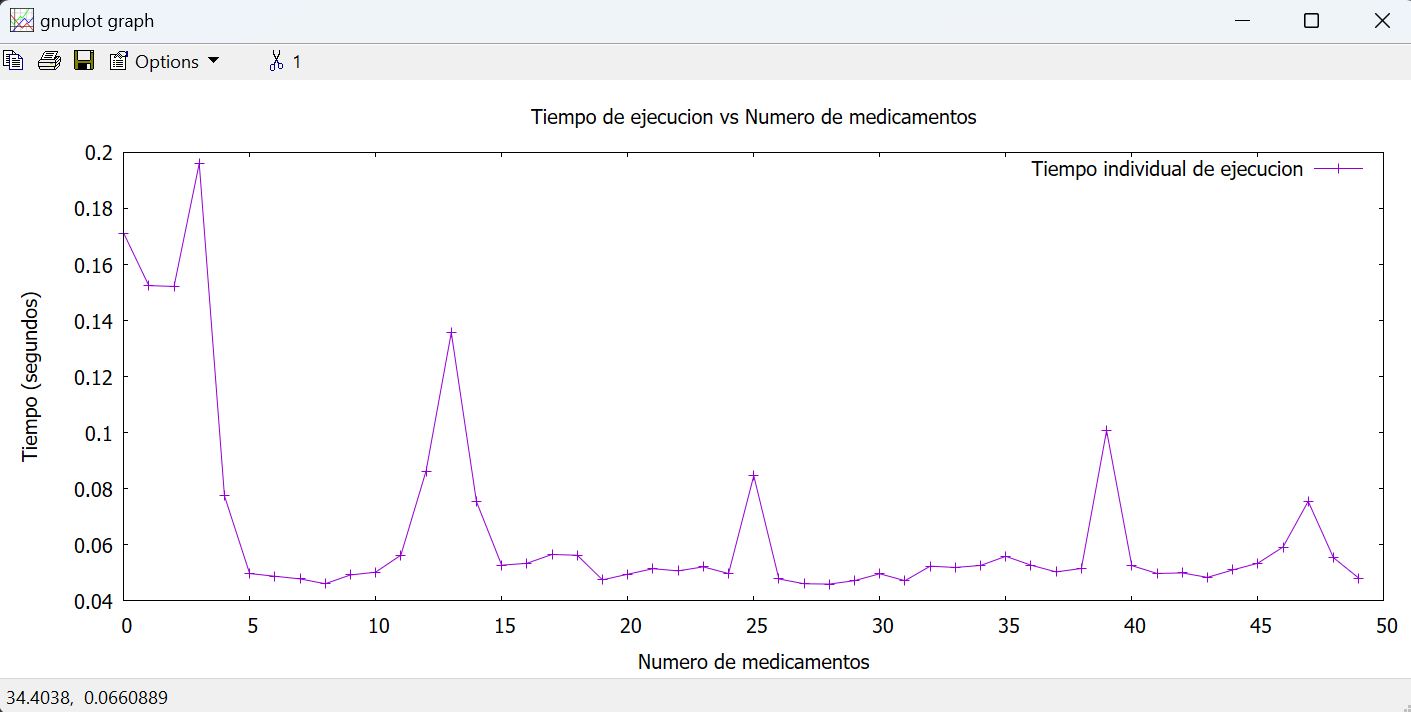 gnuplot graph
Options 1
Tiempo de ejecucion vs Numero de medicamentos
Tiempo individual de ejecucion
0.2
0.18
0.16
0.14
0.12
0.1
0.08
0.06
0.04
Tiempo (segundos)
0 5 10 15 20 25 30 35 40 45 50
Numero de medicamentos
34.4038, 0.0660889